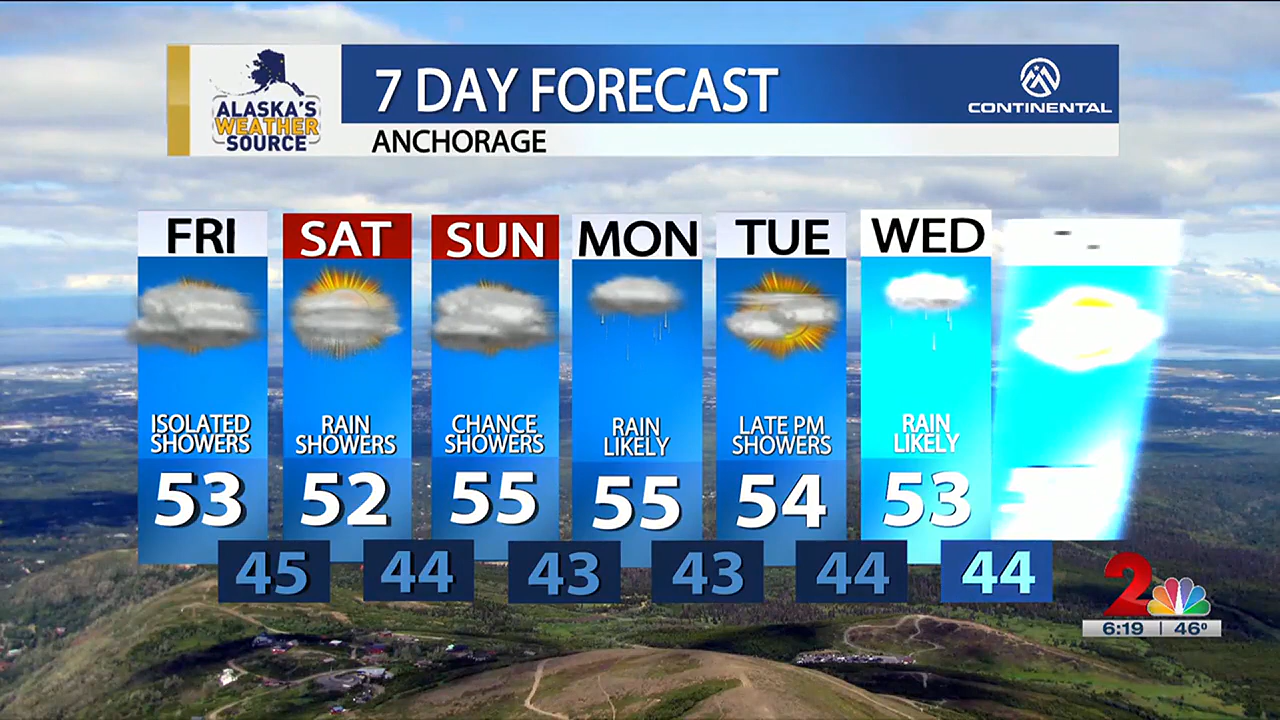 ALASKA'S
WEATHER
SOURCE
7 DAY FORECAST
CONTINENTAL
ANCHORAGE
FRI
ISOLATED
SHOWERS
53
45
SAT
RAIN
SHOWERS
52
44
SUN
CHANCE
SHOWERS
55
43
MON
RAIN
LIKELY
55
43
TUE
LATE PM
SHOWERS
54
44
WED
RAIN
LIKELY
53
44
2
6:19 | 46°